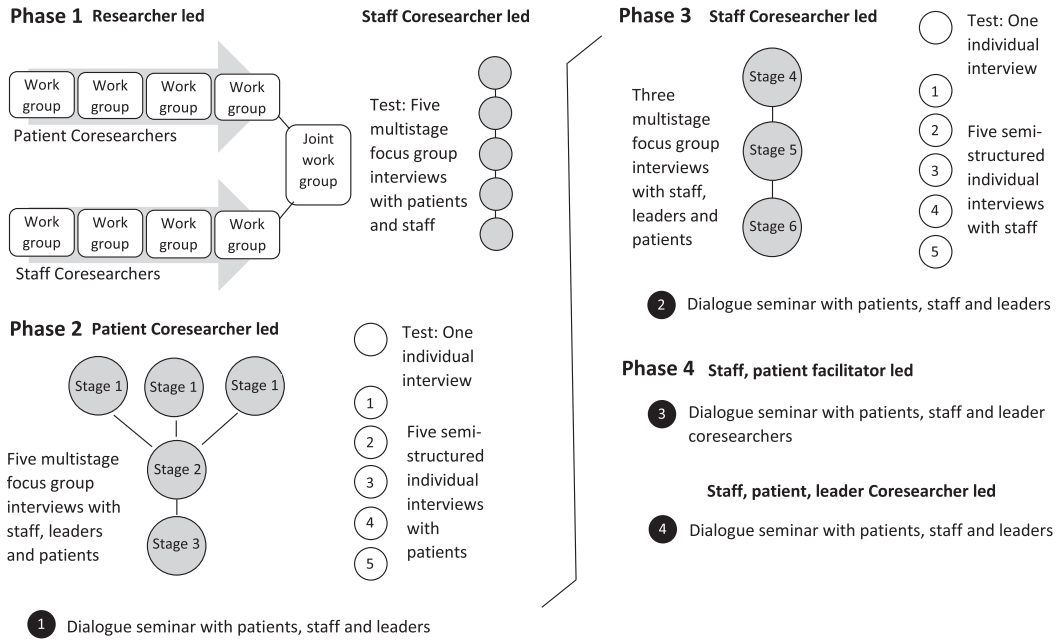 Phase 1 Researcher led
Work group
Work group
Work group
Work group
Patient Coresearchers
Joint
work
group
Work group
Work group
Work group
Work group
Staff Coresearchers
Staff Coresearcher led
Test: Five
multistage
focus group
interviews
with patients
and staff
Phase 2 Patient Coresearcher led
Stage 1
Stage 1
Stage 1
Stage 2
Stage 3
Five multistage
focus group
interviews with
staff, leaders
and patients
Test: One
individual
interview
1
2
3
4
5
Five semi-
structured
individual
interviews
with
patients
1 Dialogue seminar with patients, staff and leaders
Phase 3 Staff Coresearcher led
Three
multistage
focus group
interviews
with staff,
leaders and
patients
Stage 4
Stage 5
Stage 6
Test: One
individual
interview
1
2
3
4
5
Five semi-
structured
individual
interviews
with staff
2 Dialogue seminar with patients, staff and leaders
Phase 4 Staff, patient facilitator led
3 Dialogue seminar with patients, staff and leader
coresearchers
Staff, patient, leader Coresearcher led
4 Dialogue seminar with patients, staff and leaders